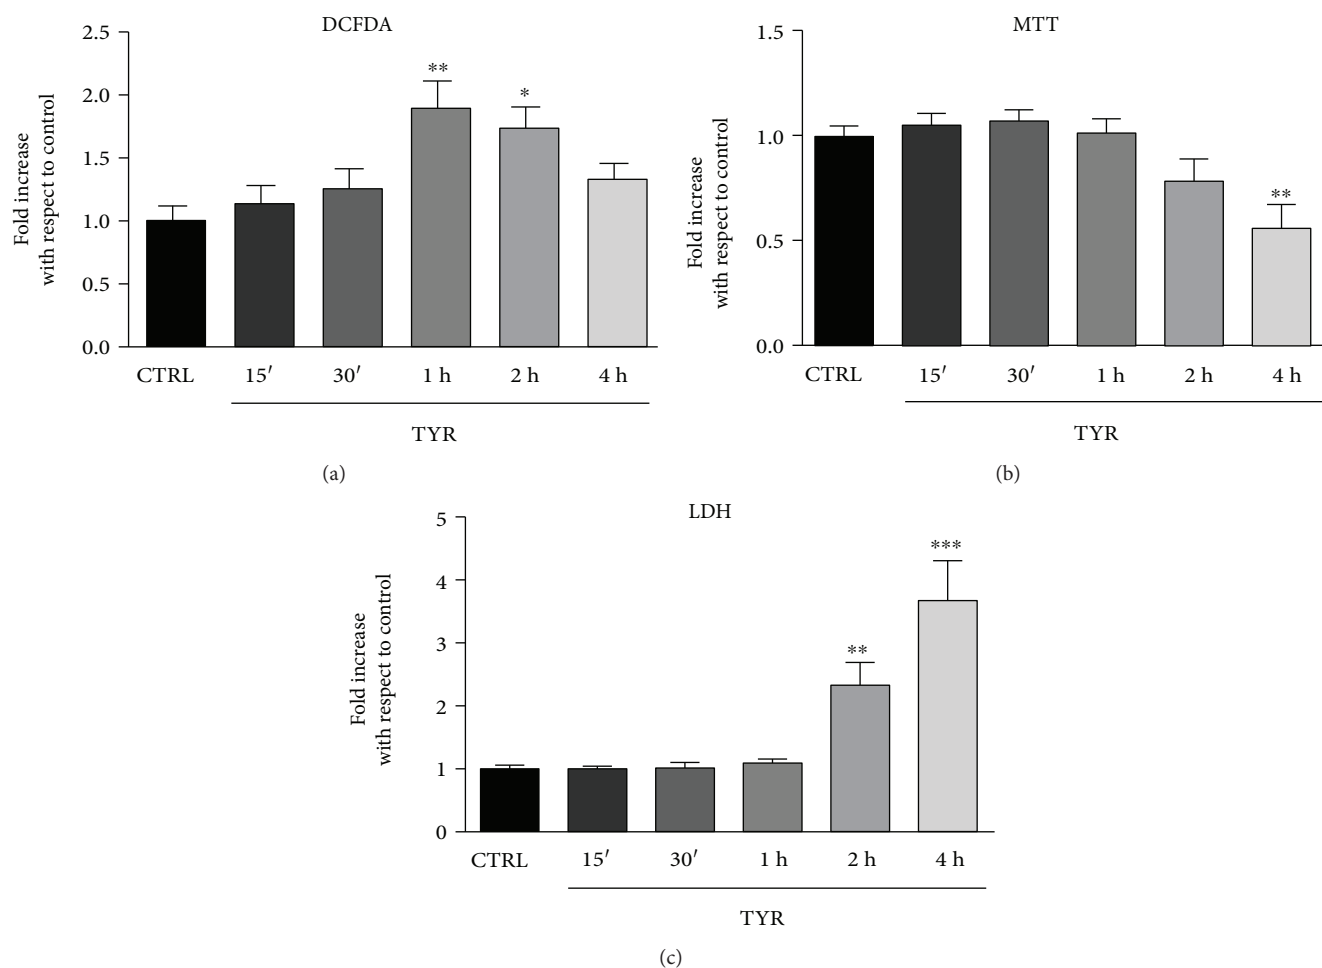 DCFDA
Fold increase
with respect to control
2.5
2.0
1.5
1.0
0.5
0.0
**
*
CTRL 15′ 30′ 1 h 2 h 4 h
TYR
(a)
MTT
Fold increase
with respect to control
1.5
1.0
0.5
0.0
**
CTRL 15′ 30′ 1 h 2 h 4 h
TYR
(b)
LDH
Fold increase
with respect to control
5
4
3
2
1
0
**
***
CTRL 15′ 30′ 1 h 2 h 4 h
TYR
(c)